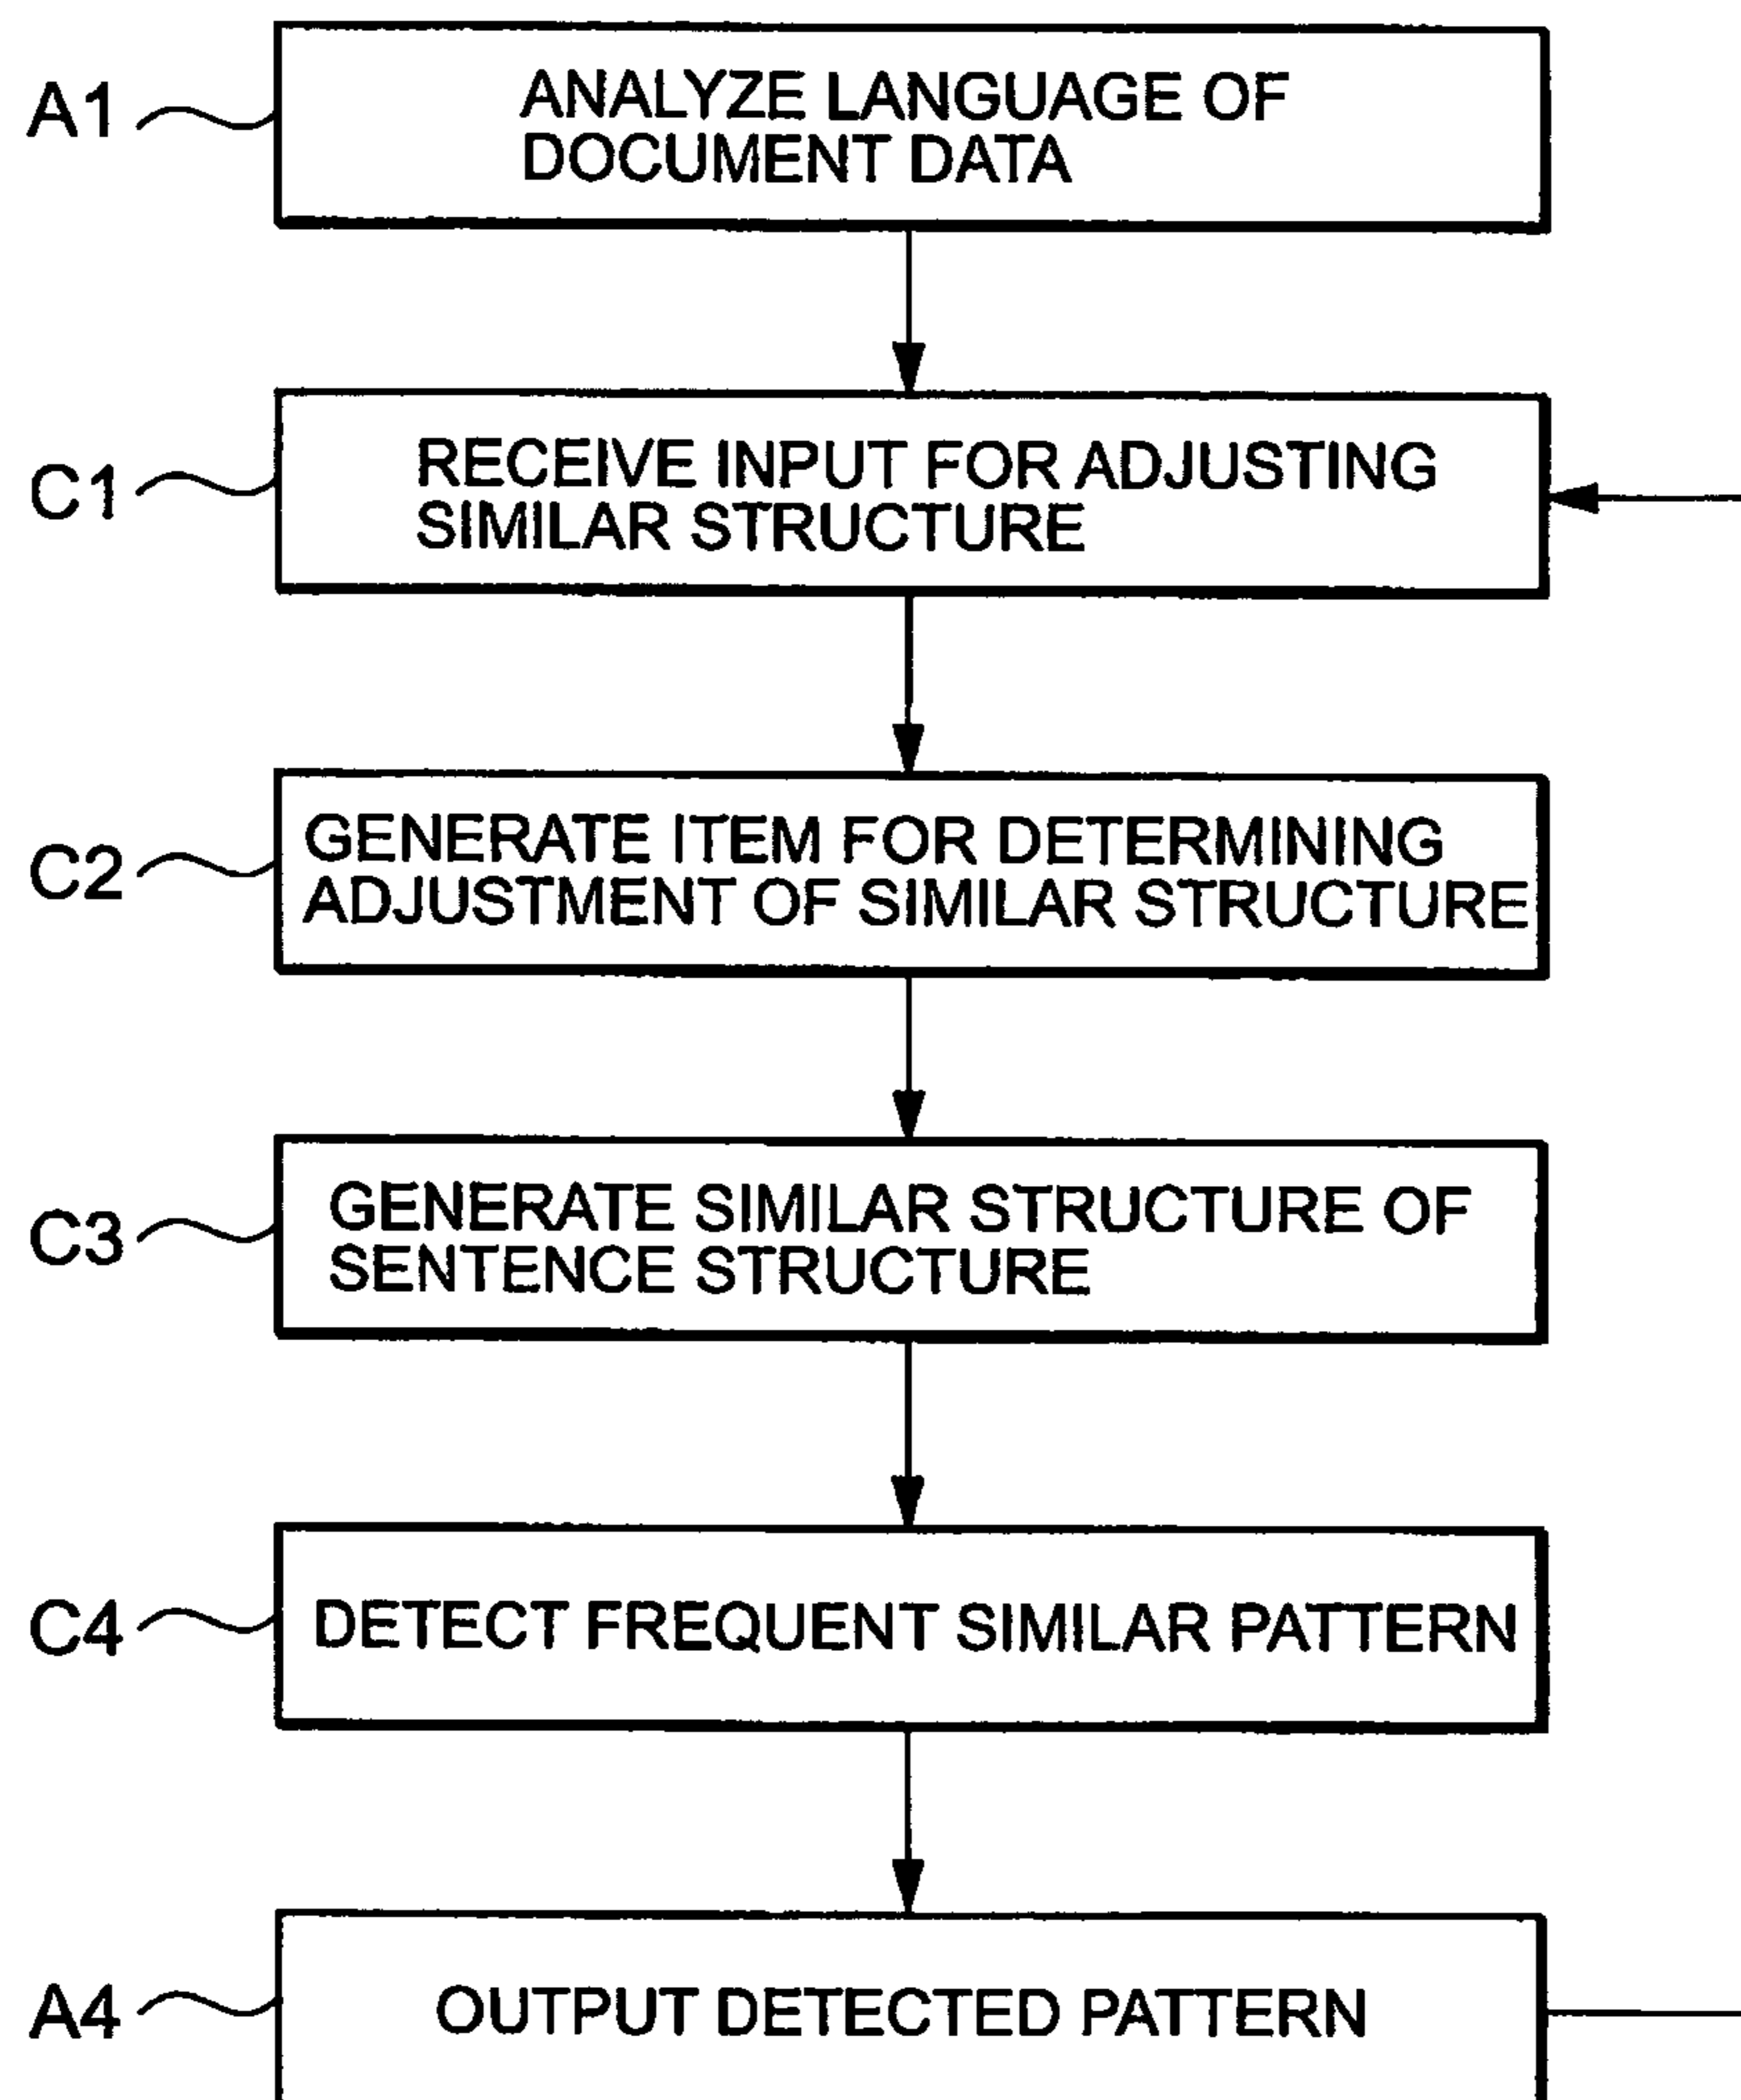 A1
ANALYZE LANGUAGE OF
DOCUMENT DATA
C1
RECEIVE INPUT FOR ADJUSTING
SIMILAR STRUCTURE
C2
GENERATE ITEM FOR DETERMINING
ADJUSTMENT OF SIMILAR STRUCTURE
C3
GENERATE SIMILAR STRUCTURE OF
SENTENCE STRUCTURE
C4
DETECT FREQUENT SIMILAR PATTERN
A4
OUTPUT DETECTED PATTERN